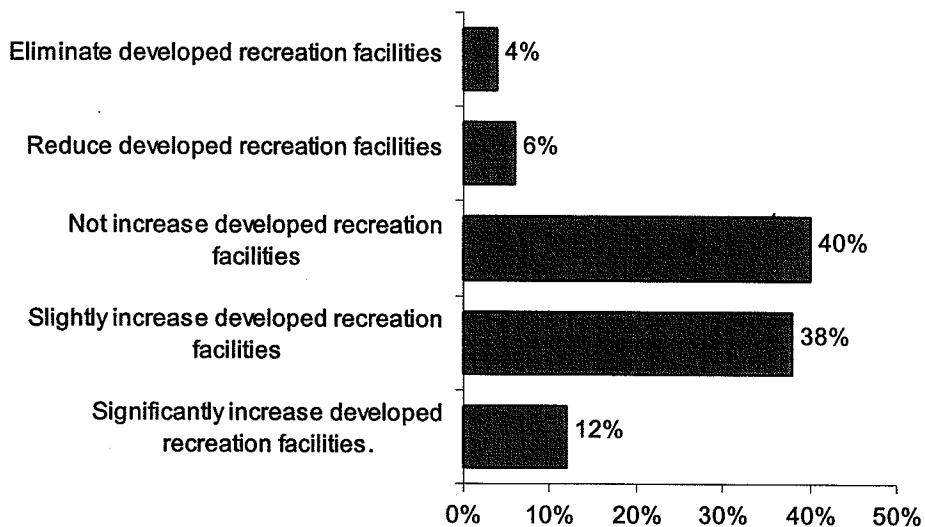 Eliminate developed recreation facilities 4%
Reduce developed recreation facilities 6%
Not increase developed recreation
facilities
40%
Slightly increase developed recreation
facilities
38%
Significantly increase developed
recreation facilities.
12%
0% 10% 20% 30% 40% 50%